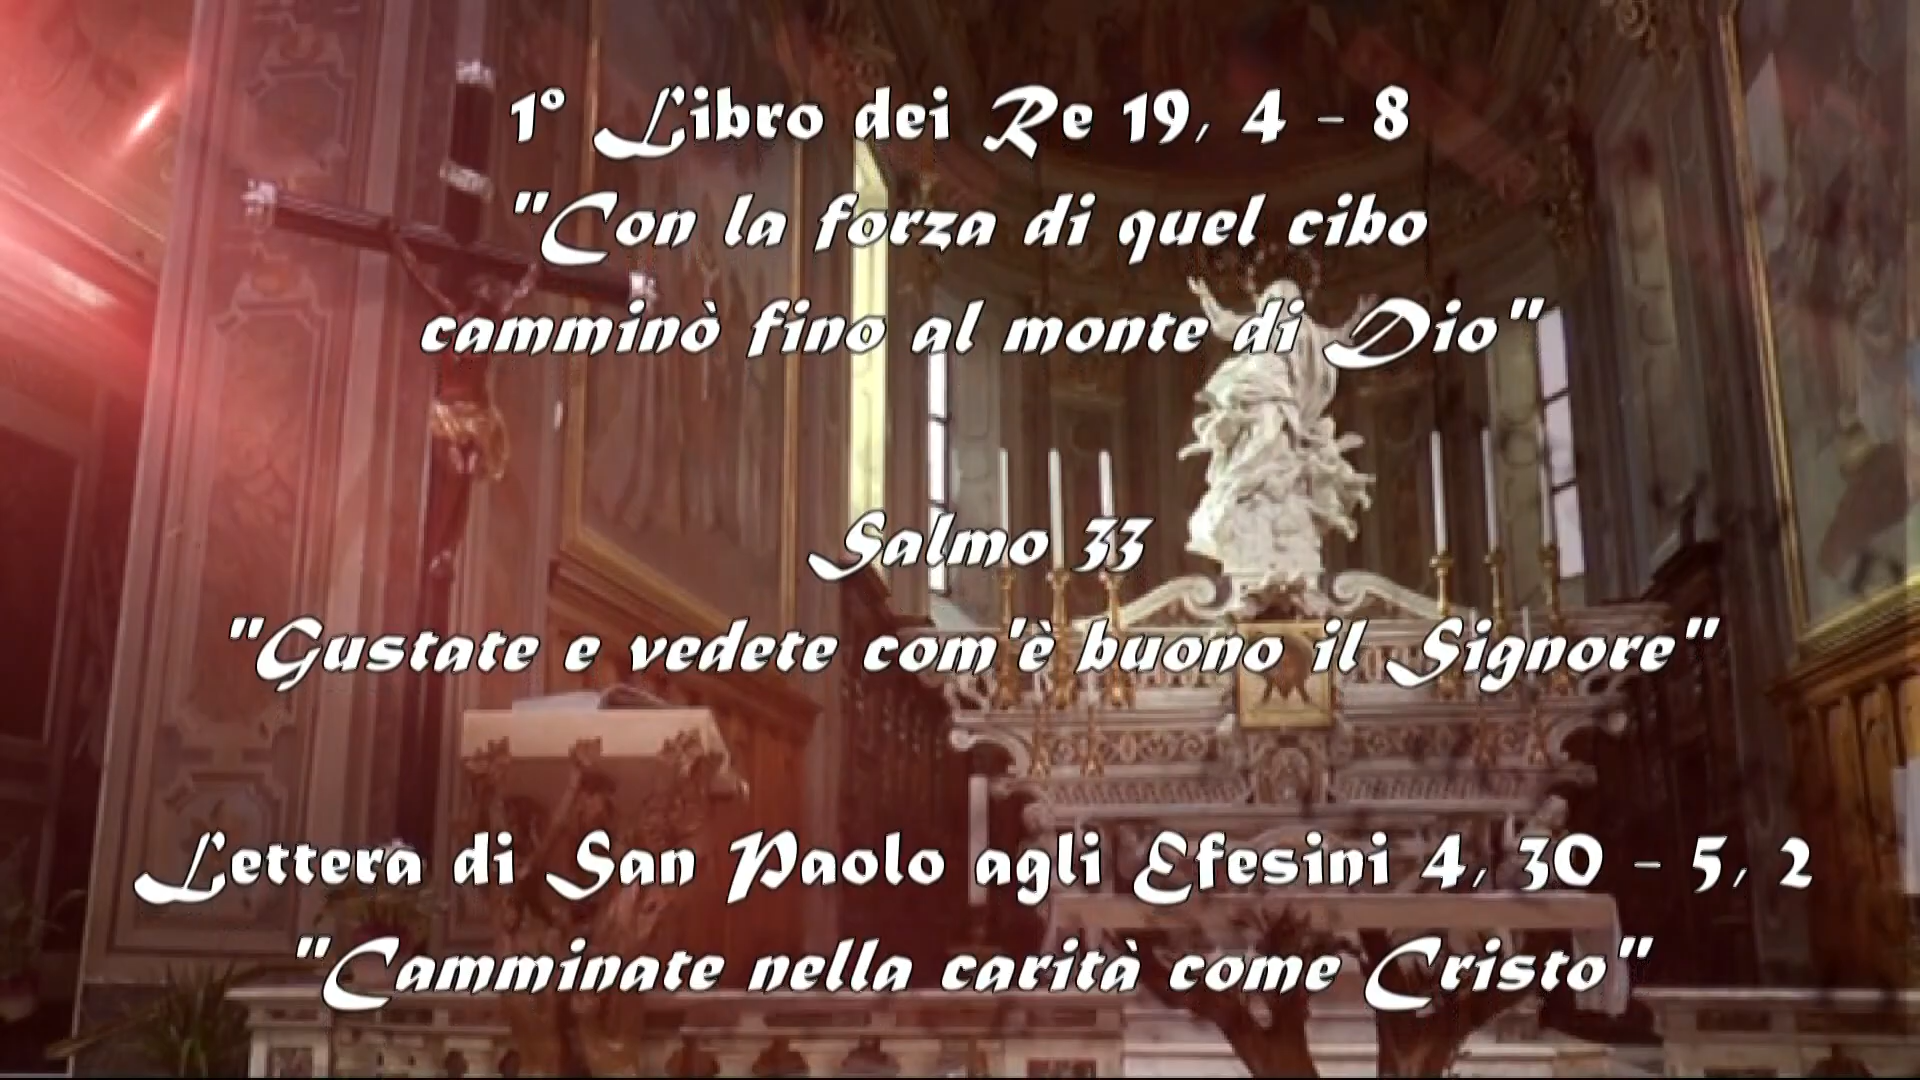 1° Libro dei Re 19, 4 - 8
"Con la forza di quel cibo
camminò fino al monte di Dio"
Salmo 33
"Gustate e vedete com'è buono il Signore"
Lettera di San Paolo agli Efesini 4, 30 - 5, 2
"Camminate nella carità come Cristo"